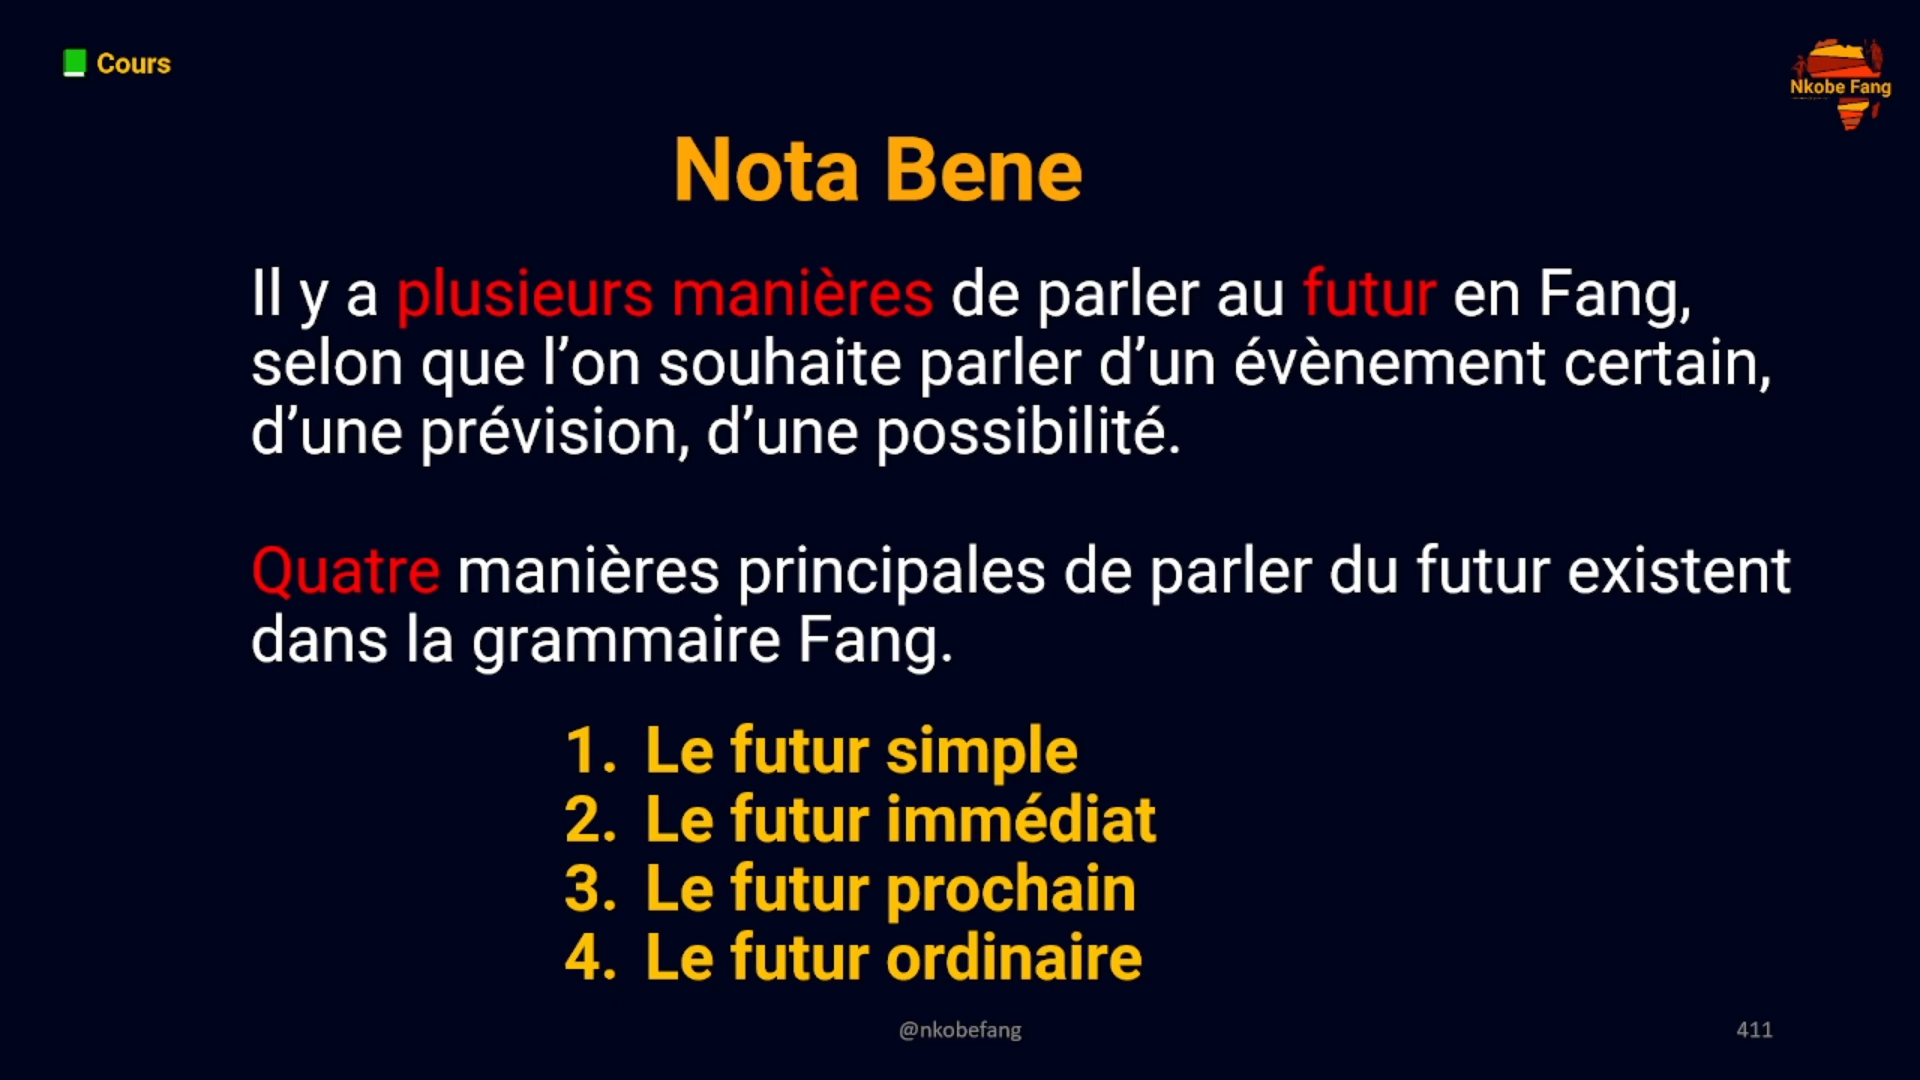 Cours
Nkobe Fang
Nota Bene
Il y a plusieurs manières de parler au futur en Fang,
selon que l’on souhaite parler d’un évènement certain,
d’une prévision, d’une possibilité.
Quatre manières principales de parler du futur existent
dans la grammaire Fang.
1. Le futur simple
2. Le futur immédiat
3. Le futur prochain
4. Le futur ordinaire
@nkobefang
411